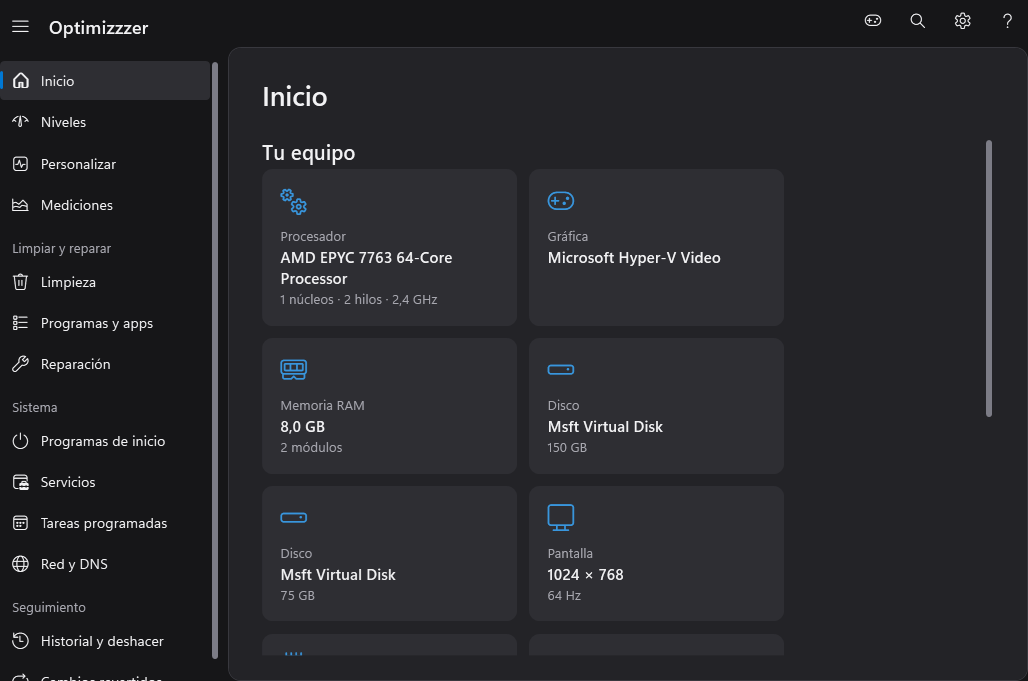 Optimizzzer
Inicio
Niveles
Personalizar
Mediciones
Limpiar y reparar
Limpieza
Programas y apps
Reparación
Sistema
Programas de inicio
Servicios
Tareas programadas
Red y DNS
Seguimiento
Historial y deshacer
Cambios revertidos
Inicio
Tu equipo
Procesador
AMD EPYC 7763 64-Core
Processor
1 núcleos · 2 hilos · 2,4 GHz
Gráfica
Microsoft Hyper-V Video
Memoria RAM
8,0 GB
2 módulos
Disco
Msft Virtual Disk
150 GB
Disco
Msft Virtual Disk
75 GB
Pantalla
1024 × 768
64 Hz